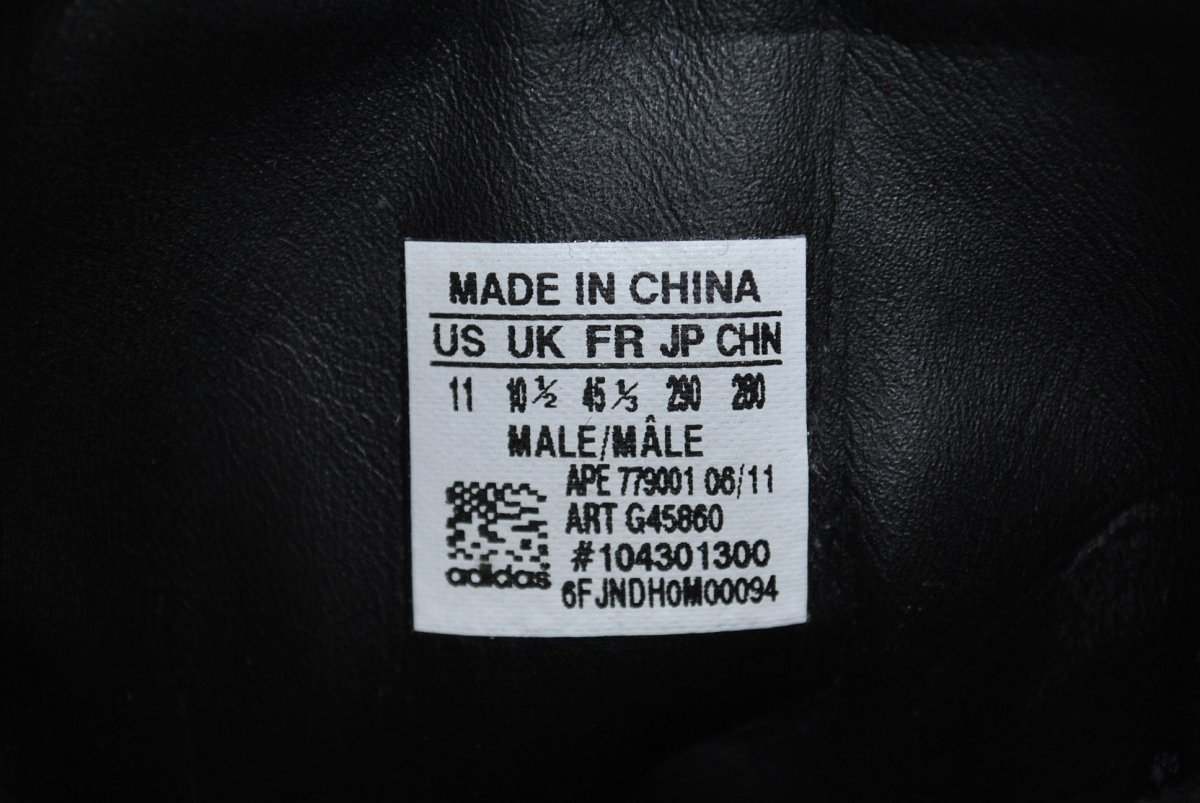 MADE IN CHINA
US UK FR JP CHN
11 10 ½ 45 ⅓ 290 280
MALE/MÂLE
APE 779001 06/11
ART G45860
#104301300
adidas
6FJNDH0M00094